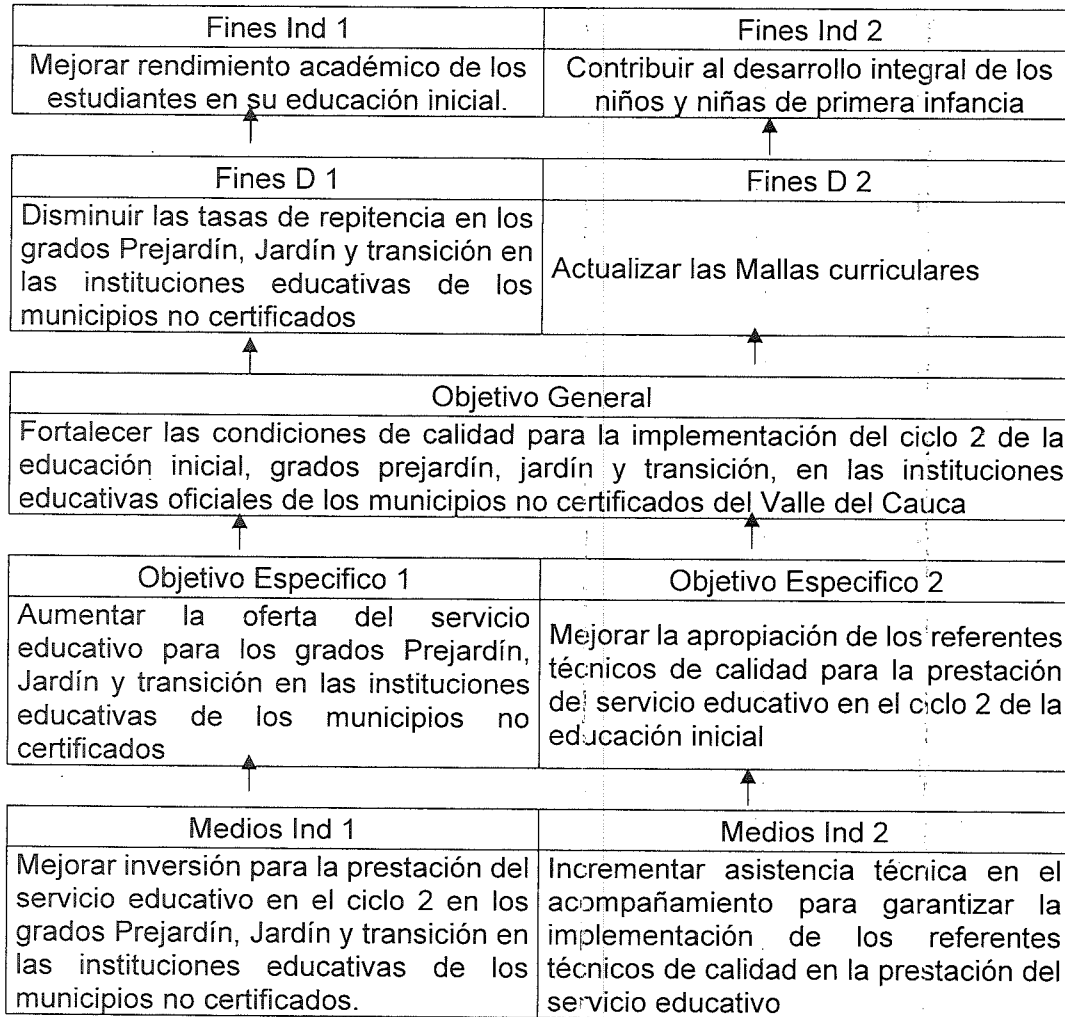 Fines Ind 1
Fines Ind 2
Mejorar rendimiento académico de los
estudiantes en su educación inicial.
Contribuir al desarrollo integral de los
niños y niñas de primera infancia
Fines D 1
Fines D 2
Disminuir las tasas de repitencia en los
grados Prejardín, Jardín y transición en
las instituciones educativas de los
municipios no certificados
Actualizar las Mallas curriculares
Objetivo General
Fortalecer las condiciones de calidad para la implementación del ciclo 2 de la
educación inicial, grados prejardín, jardín y transición, en las instituciones
educativas oficiales de los municipios no certificados del Valle del Cauca
Objetivo Especifico 1
Objetivo Especifico 2
Aumentar la oferta del servicio
educativo para los grados Prejardín,
Jardín y transición en las instituciones
educativas de los municipios no
certificados
Mejorar la apropiación de los referentes
técnicos de calidad para la prestación
del servicio educativo en el ciclo 2 de la
educación inicial
Medios Ind 1
Medios Ind 2
Mejorar inversión para la prestación del
servicio educativo en el ciclo 2 en los
grados Prejardín, Jardín y transición en
las instituciones educativas de los
municipios no certificados.
Incrementar asistencia técnica en el
acompañamiento para garantizar la
implementación de los referentes
técnicos de calidad en la prestación del
servicio educativo